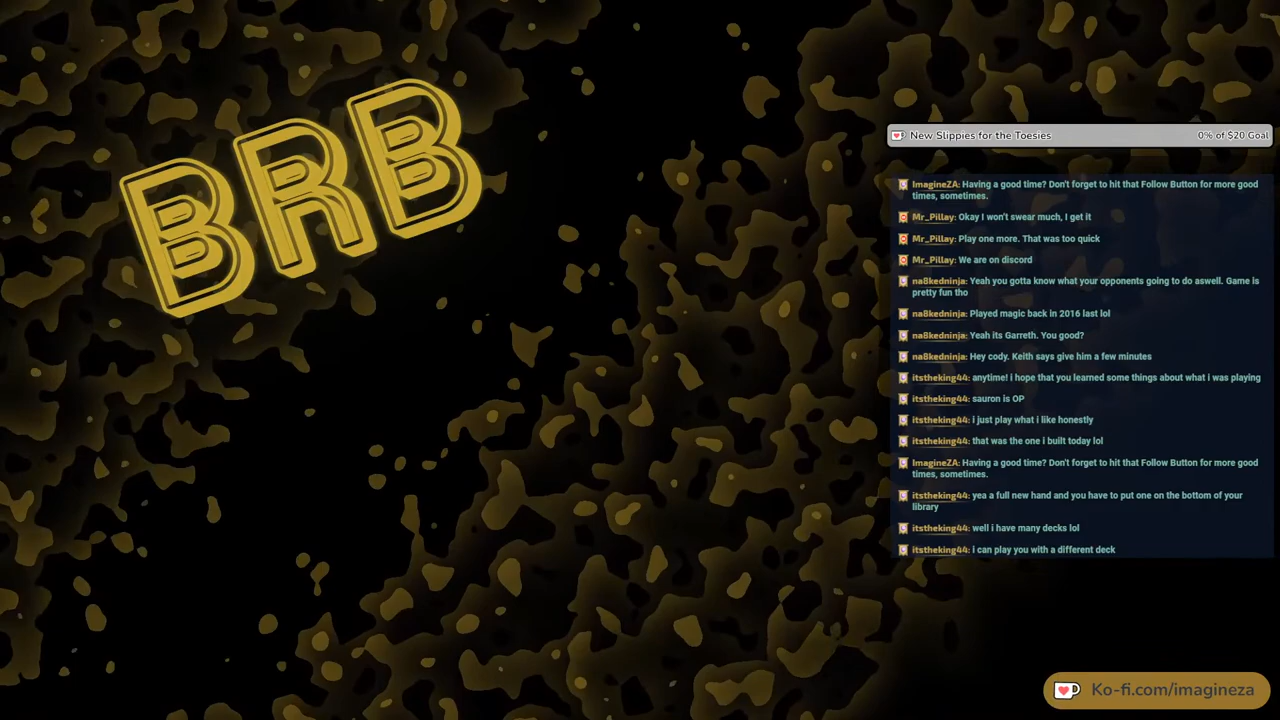 BRB
New Slippies for the Toesies 0% of $20 Goal
ImagineZA: Having a good time? Don't forget to hit that Follow Button for more good
times, sometimes.
Mr_Pillay: Okay I won't swear much, I get it
Mr_Pillay: Play one more. That was too quick
Mr_Pillay: We are on discord
na8kedninja: Yeah you gotta know what your opponents going to do aswell. Game is
pretty fun tho
na8kedninja: Played magic back in 2016 last lol
na8kedninja: Yeah its Garreth. You good?
na8kedninja: Hey cody. Keith says give him a few minutes
itstheking44: anytime! i hope that you learned some things about what i was playing
itstheking44: sauron is OP
itstheking44: i just play what i like honestly
itstheking44: that was the one i built today lol
ImagineZA: Having a good time? Don't forget to hit that Follow Button for more good
times, sometimes.
itstheking44: yea a full new hand and you have to put one on the bottom of your
library
itstheking44: well i have many decks lol
itstheking44: i can play you with a different deck
Ko-fi.com/imagineza